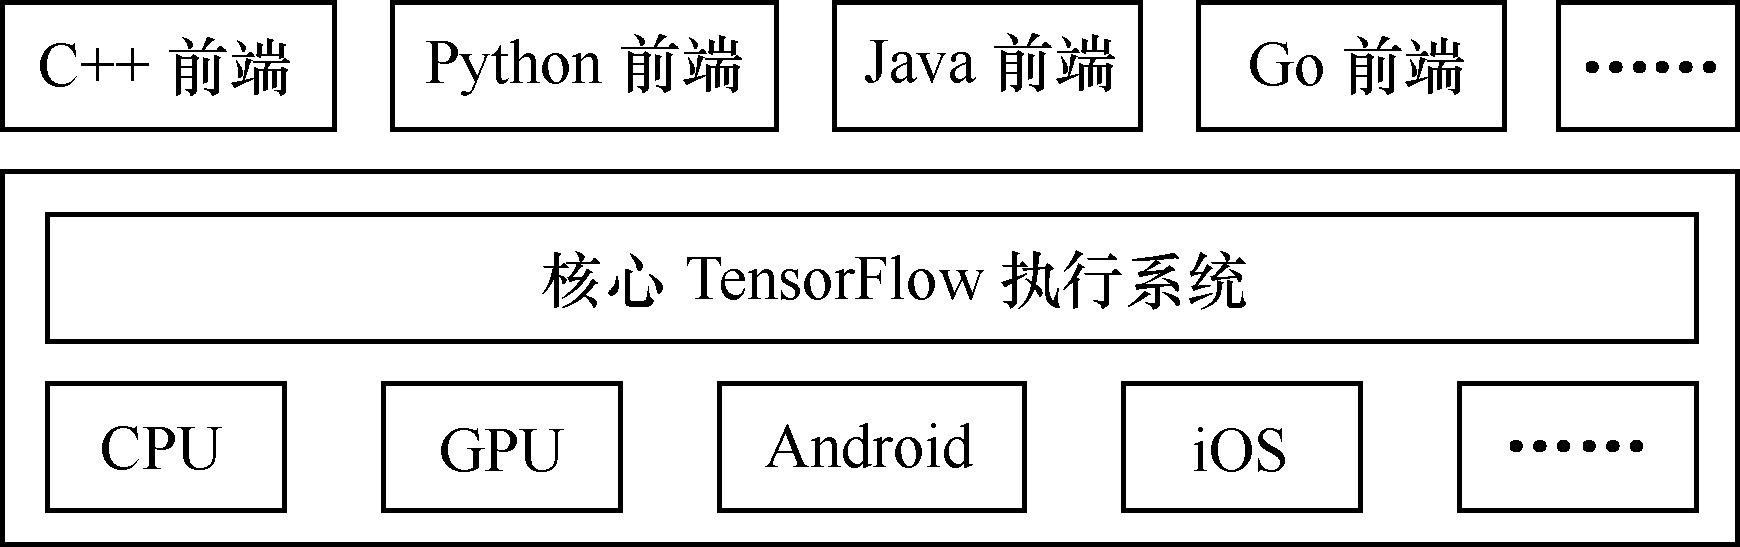 C++ 前端 Python 前端 Java 前端 Go 前端 ······
核心 TensorFlow 执行系统
CPU GPU Android iOS ······